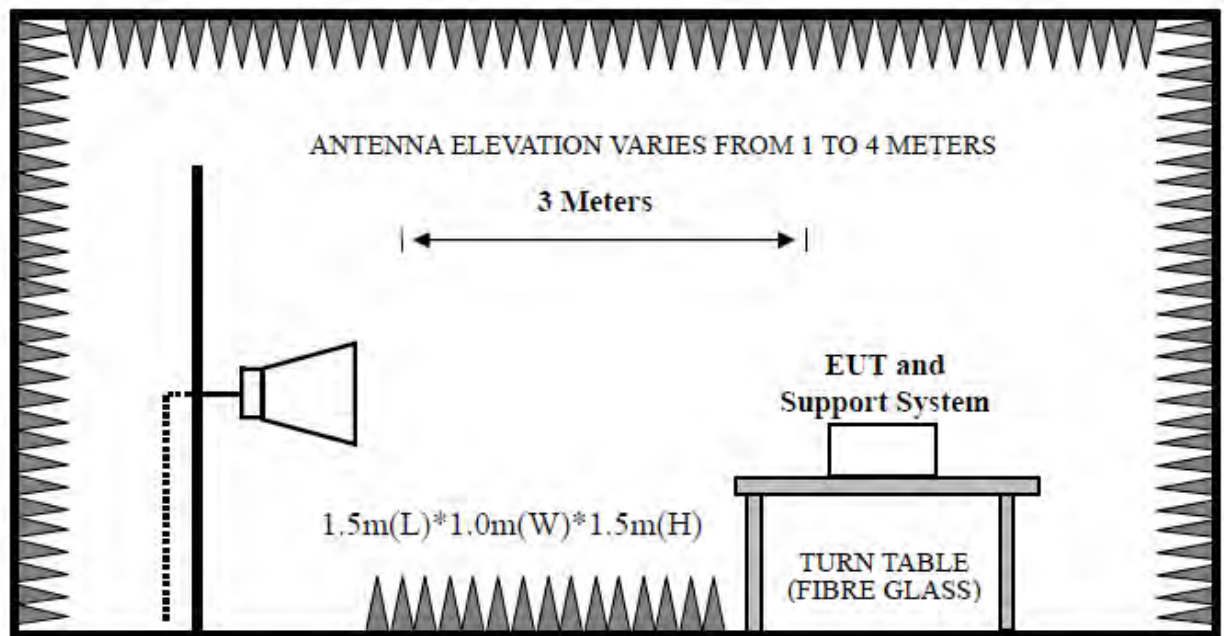 ANTENNA ELEVATION VARIES FROM 1 TO 4 METERS
3 Meters
EUT and
Support System
1.5m(L)*1.0m(W)*1.5m(H)
TURN TABLE
(FIBRE GLASS)